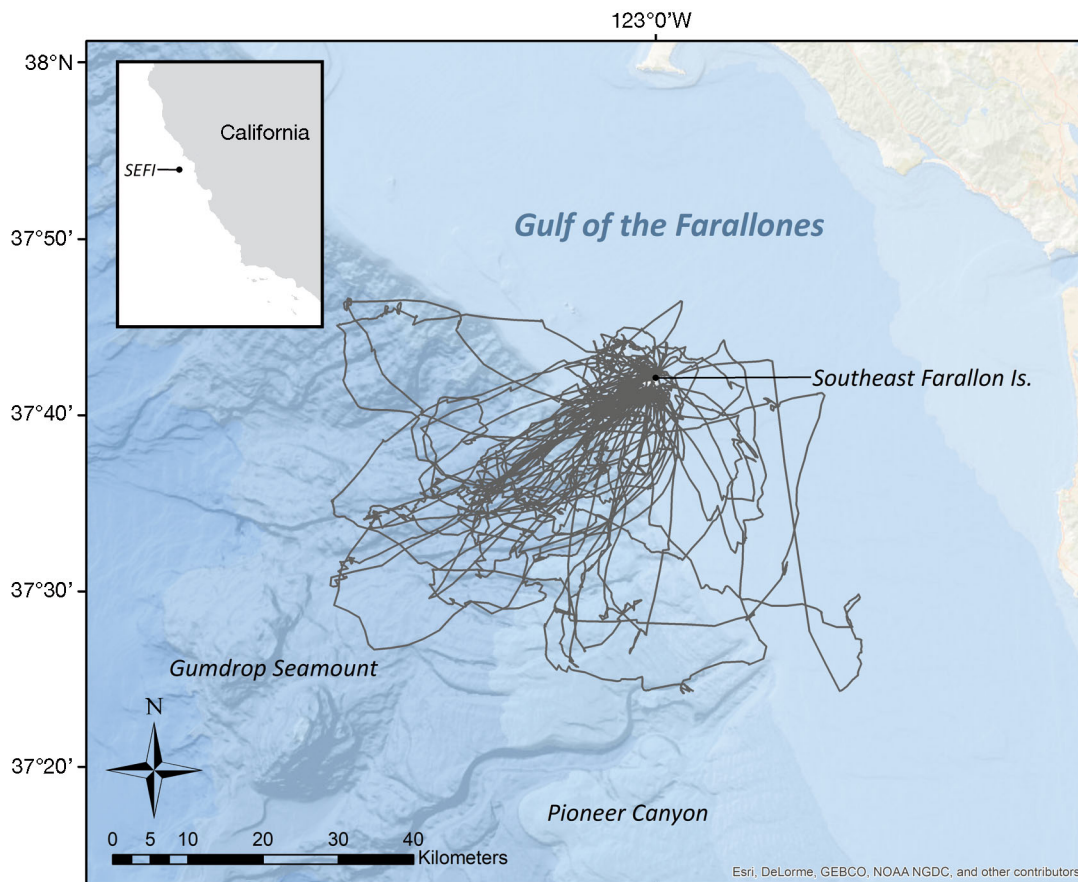 123°0’W
38°N
California
SEFI
37°50’
Gulf of the Farallones
Southeast Farallon Is.
37°40’
37°30’
Gumdrop Seamount
N
37°20’
Pioneer Canyon
0 5 10 20 30 40
Kilometers
Esri, DeLorme, GEBCO, NOAA NGDC, and other contributors